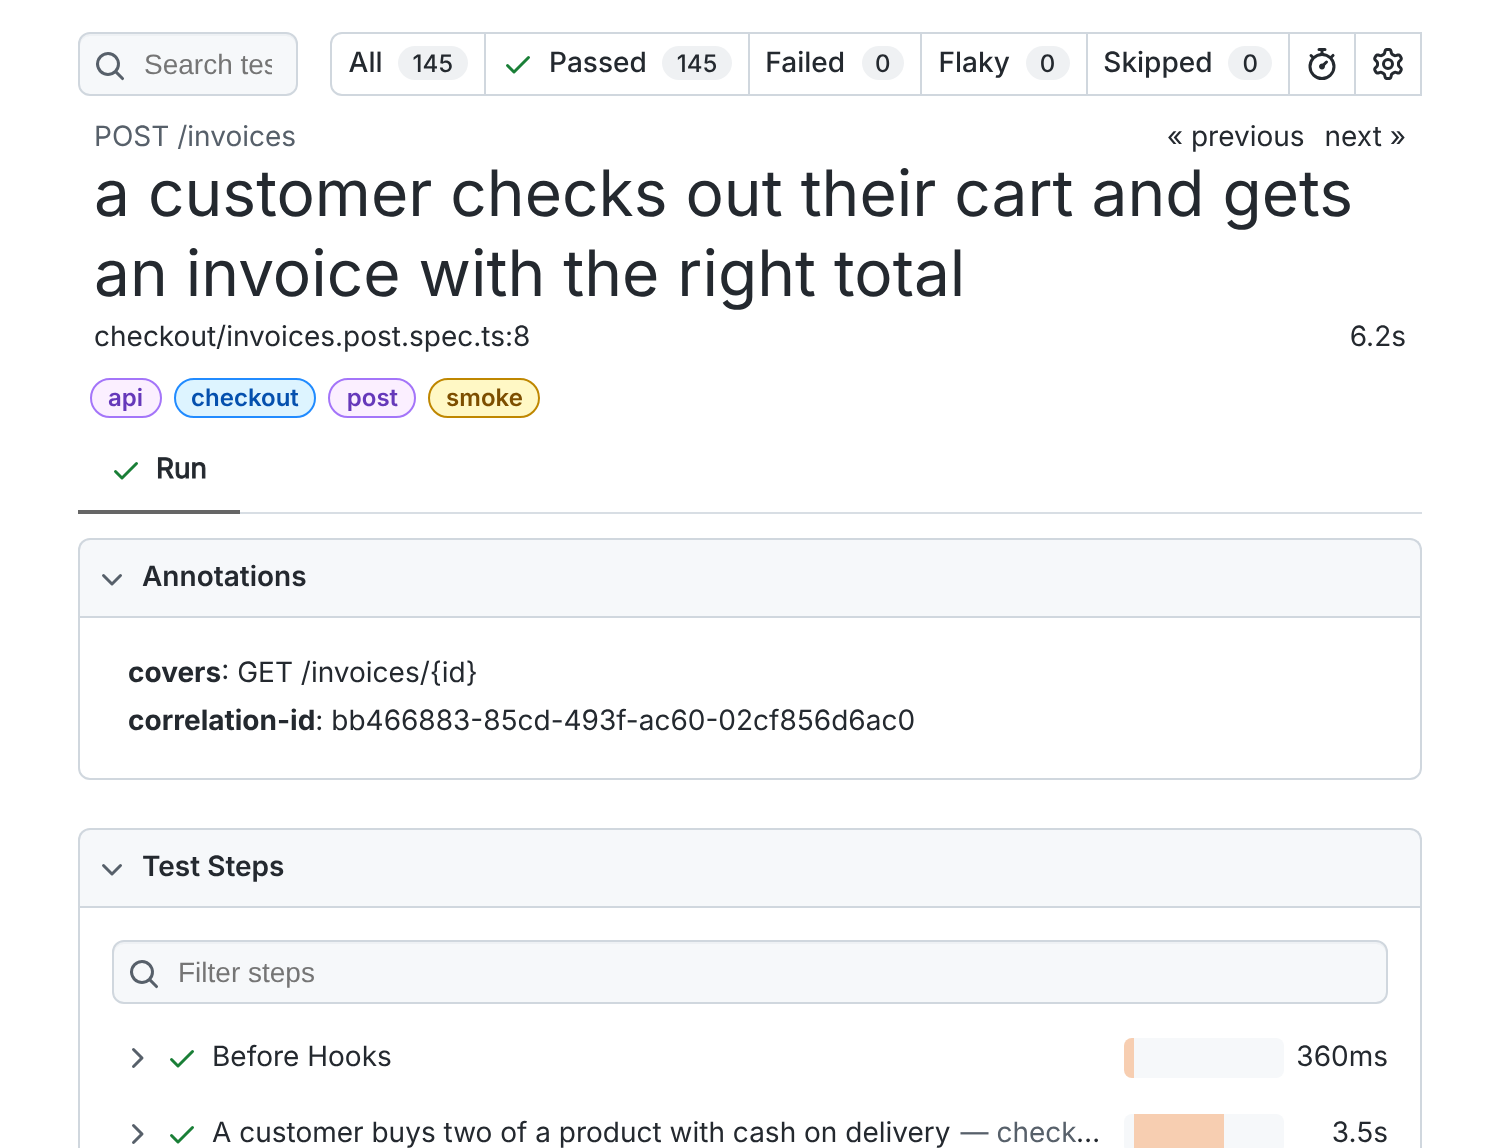 Search tes
All 145 Passed 145 Failed 0 Flaky 0 Skipped 0
POST /invoices « previous next »
a customer checks out their cart and gets
an invoice with the right total
checkout/invoices.post.spec.ts:8 6.2s
api checkout post smoke
Run
Annotations
covers: GET /invoices/{id}
correlation-id: bb466883-85cd-493f-ac60-02cf856d6ac0
Test Steps
Filter steps
Before Hooks 360ms
A customer buys two of a product with cash on delivery — check... 3.5s